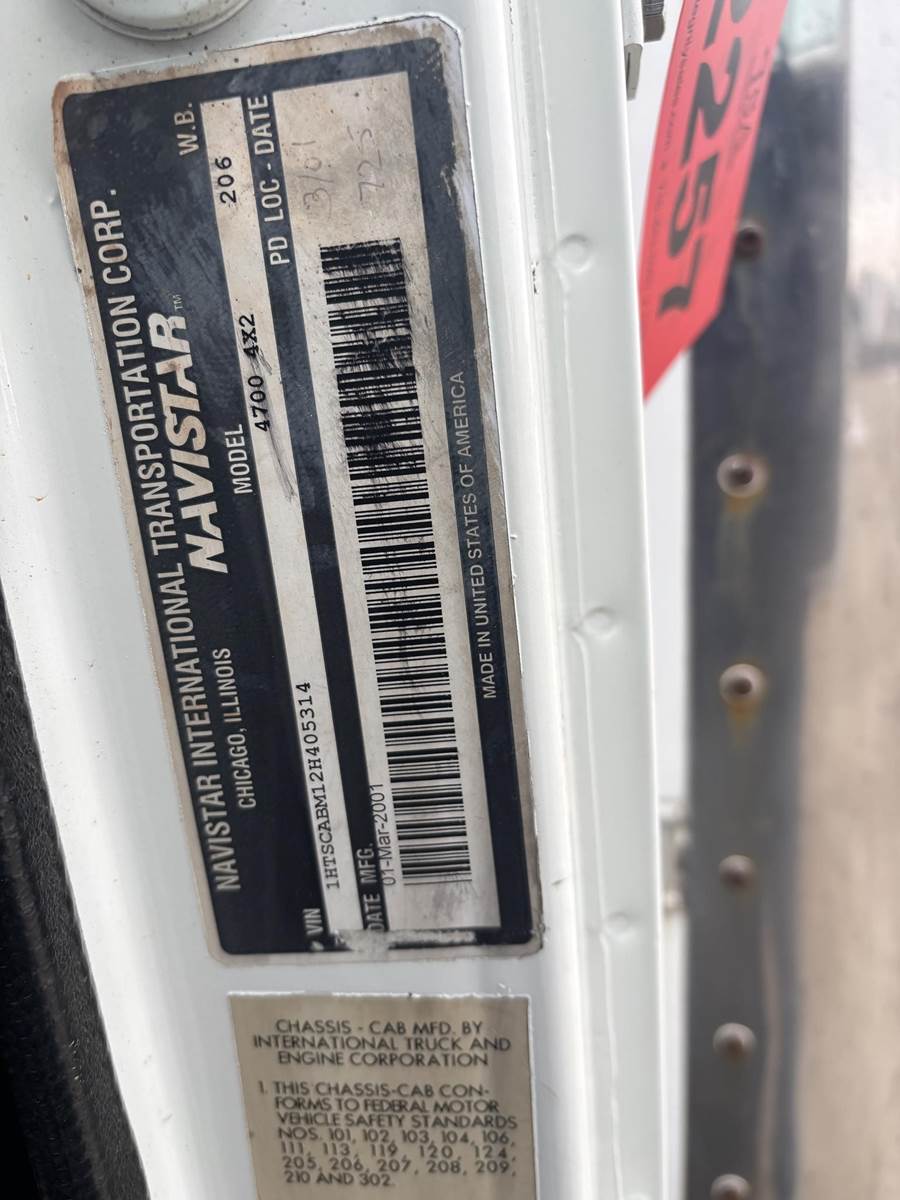 NAVISTAR INTERNATIONAL TRANSPORTATION CORP.
CHICAGO, ILLINOIS
NAVISTAR™
W.B.
MODEL
206
4700 4X2
PD LOC - DATE
VIN
1HTSCABM12H405314
3/01
725
DATE MFG.
01-Mar-2001
MADE IN UNITED STATES OF AMERICA
CHASSIS - CAB MFD. BY
INTERNATIONAL TRUCK AND
ENGINE CORPORATION
1. THIS CHASSIS-CAB CON-
FORMS TO FEDERAL MOTOR
VEHICLE SAFETY STANDARDS
NOS. 101, 102, 103, 104, 106,
111, 113, 119, 120, 124,
205, 206, 207, 208, 209,
210 AND 302.
2257